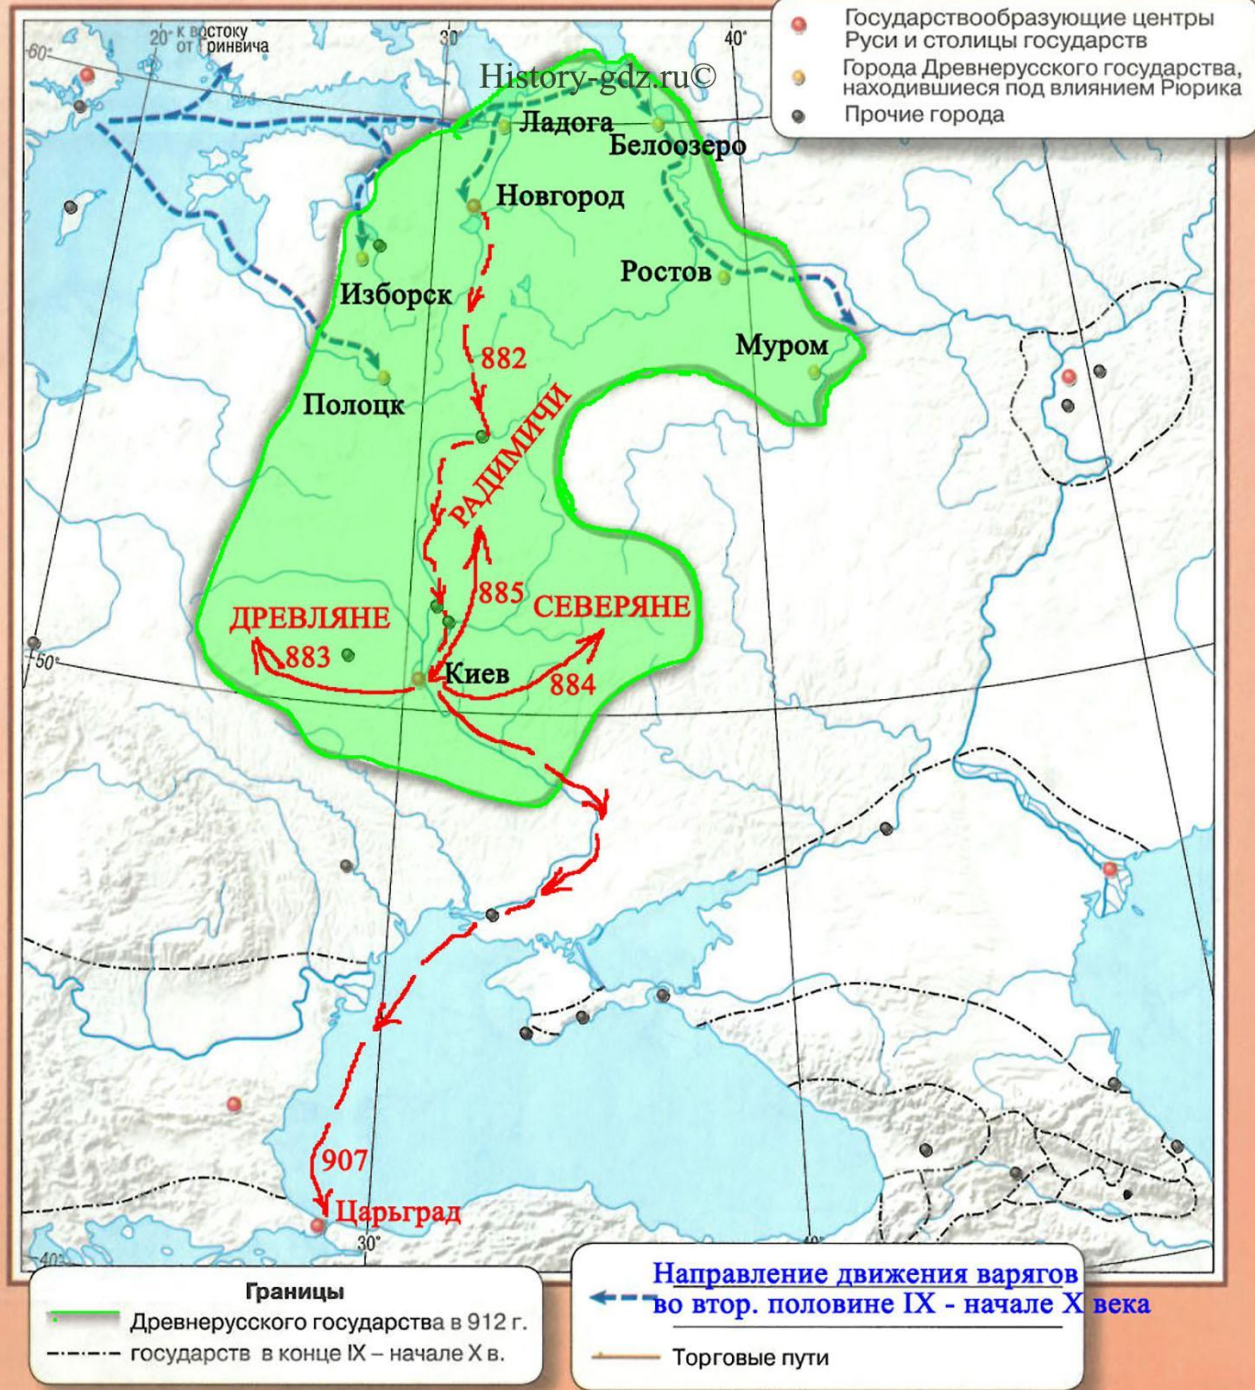 Государствообразующие центры
Руси и столицы государств
Города Древнерусского государства,
находившиеся под влиянием Рюрика
Прочие города
20° к востоку
от Гринвича
30°
40°
60°
History-gdz.ru©
Ладога
Белоозеро
Новгород
Ростов
Изборск
Муром
882
Полоцк
РАДИМИЧИ
885
СЕВЕРЯНЕ
ДРЕВЛЯНЕ
883
50°
Киев
884
907
Царьград
40°
30°
40°
Границы
Древнерусского государства в 912 г.
государств в конце IX – начале X в.
Направление движения варягов
во втор. половине IX - начале X века
Торговые пути